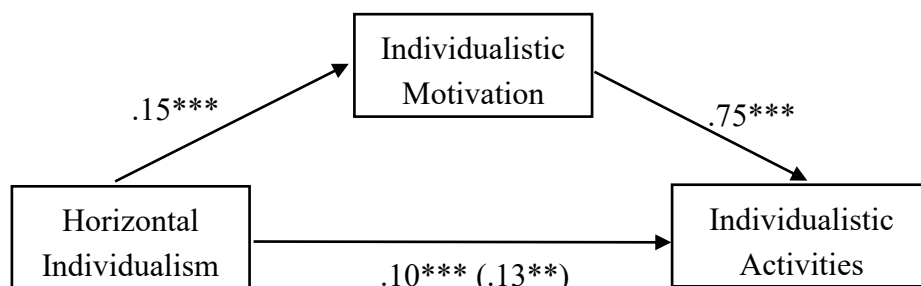 Individualistic
Motivation
.15***
.75***
Horizontal
Individualism
Individualistic
Activities
.10*** (.13**)